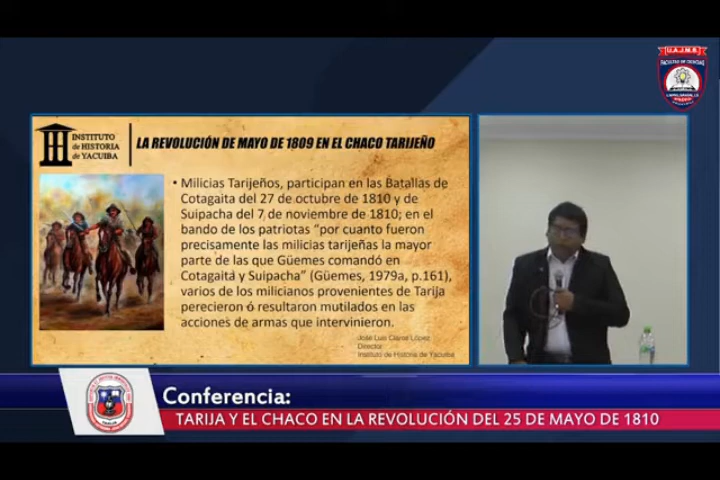 U.A.J.M.S.
FACULTAD DE CIENCIAS
INSTITUTO
de HISTORIA
de YACUIBA
LA REVOLUCIÓN DE MAYO DE 1809 EN EL CHACO TARIJEÑO
• Milicias Tarijeños, participan en las Batallas de
Cotagaita del 27 de octubre de 1810 y de
Suipacha del 7 de noviembre de 1810; en el
bando de los patriotas “por cuanto fueron
precisamente las milicias tarijeñas la mayor
parte de las que Güemes comandó en
Cotagaita y Suipacha” (Güemes, 1979a, p.161),
varios de los milicianos provenientes de Tarija
perecieron ó resultaron mutilados en las
acciones de armas que intervinieron.
José Luis Claros López
Director
Instituto de Historia de Yacuiba
Conferencia:
TARIJA Y EL CHACO EN LA REVOLUCIÓN DEL 25 DE MAYO DE 1810
TARIJA